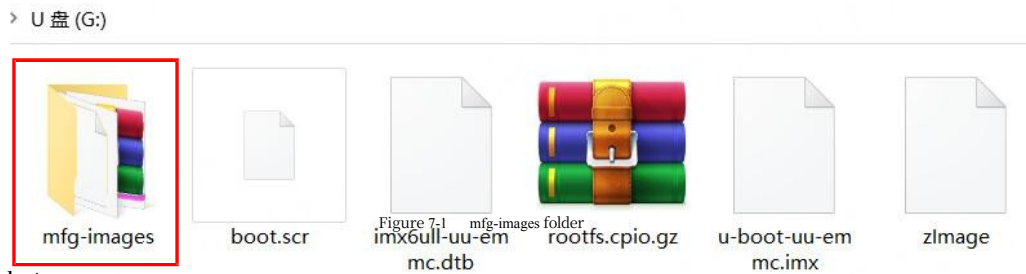 > U 盘 (G:)
Figure 7-1 mfg-images folder
mfg-images
boot.scr
imx6ull-uu-em
mc.dtb
rootfs.cpio.gz
u-boot-uu-em
mc.imx
zImage